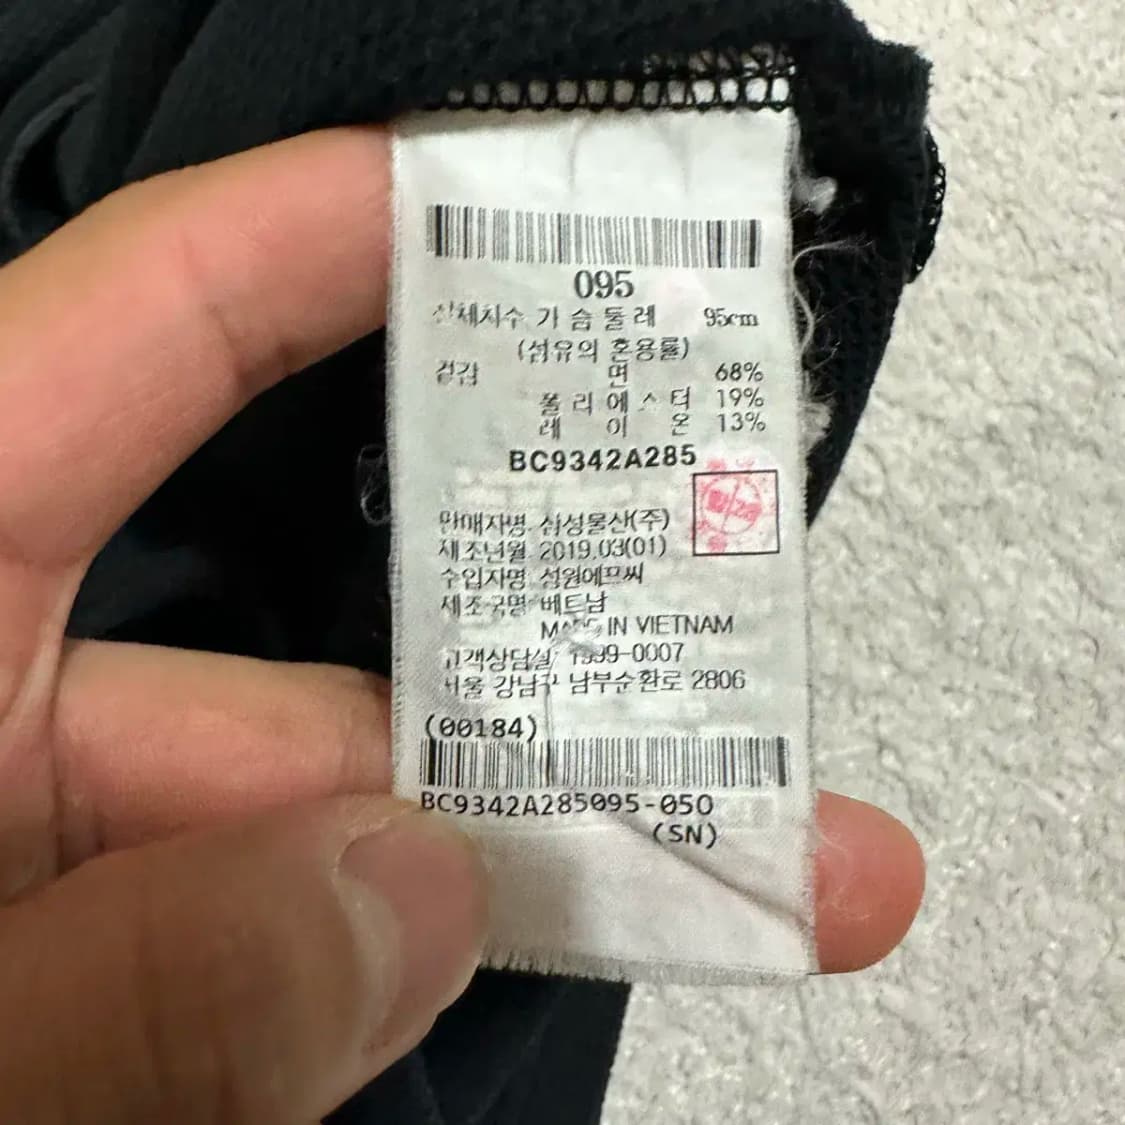 095
신체치수 가슴둘레 95cm
(섬유의 혼용률)
겉감 면 68%
폴리에스터 19%
레이온 13%
BC9342A285
판매자명: 삼성물산(주)
제조년월: 2019.03(01)
수입자명: 성원에프씨
제조국명: 베트남
MADE IN VIETNAM
고객상담실: 1599-0007
서울 강남구 남부순환로 2806
(00184)
BC9342A285095-050
(SN)